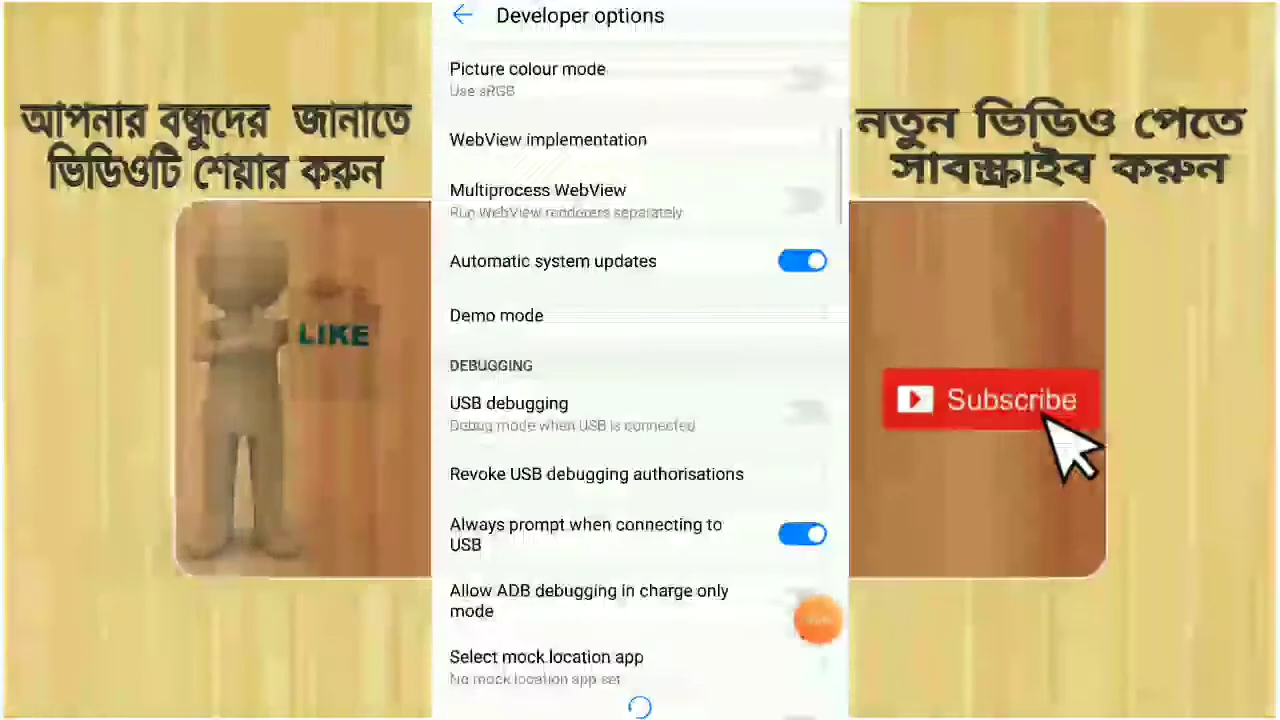 আপনার বন্ধুদের জানাতে
ভিডিওটি শেয়ার করুন
LIKE
Developer options
Picture colour mode
Use sRGB
WebView implementation
Multiprocess WebView
Run WebView renderers separately
Automatic system updates
Demo mode
DEBUGGING
USB debugging
Debug mode when USB is connected
Revoke USB debugging authorisations
Always prompt when connecting to
USB
Allow ADB debugging in charge only
mode
Select mock location app
No mock location app set
নতুন ভিডিও পেতে
সাবস্ক্রাইব করুন
Subscribe